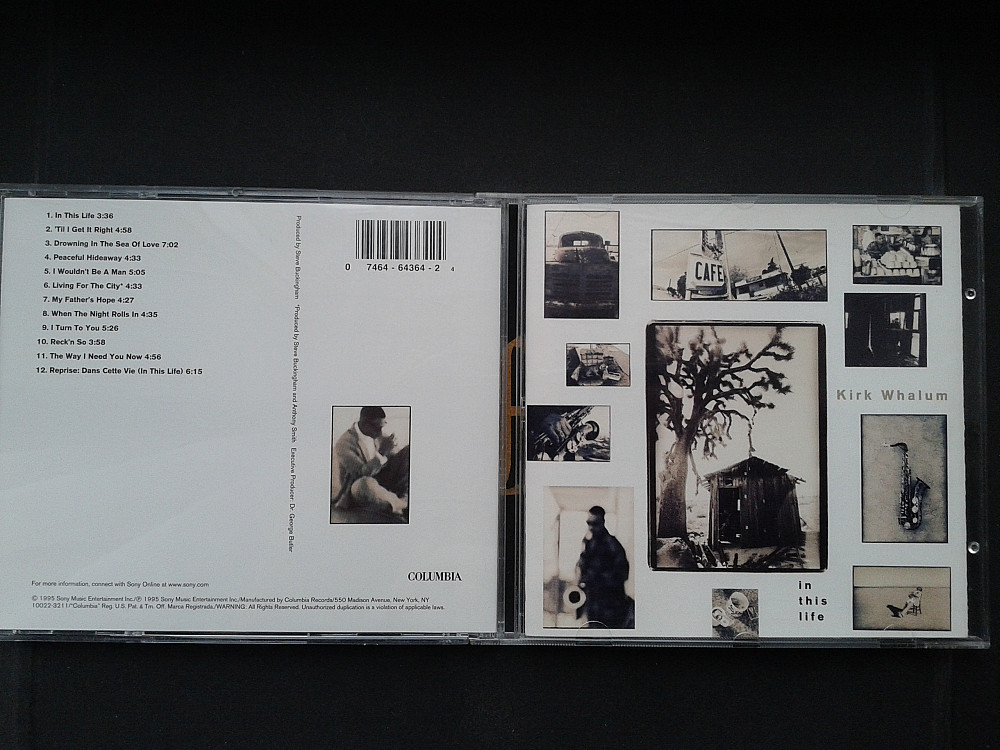 1. In This Life 3:36
2. 'Til I Get It Right 4:58
3. Drowning In The Sea Of Love 7:02
4. Peaceful Hideaway 4:33
5. I Wouldn't Be A Man 5:05
6. Living For The City* 4:33
7. My Father's Hope 4:27
8. When The Night Rolls In 4:35
9. I Turn To You 5:26
10. Reck'n So 3:58
11. The Way I Need You Now 4:56
12. Reprise: Dans Cette Vie (In This Life) 6:15
Produced by Steve Buckingham *Produced by Steve Buckingham and Anthony Smith Executive Producer: Dr. George Butler
0 7464-64364-2 4
COLUMBIA
For more information, connect with Sony Online at www.sony.com
© 1995 Sony Music Entertainment Inc./℗ 1995 Sony Music Entertainment Inc./Manufactured by Columbia Records/550 Madison Avenue, New York, NY
10022-3211/"Columbia" Reg. U.S. Pat. & Tm. Off. Marca Registrada/WARNING: All Rights Reserved. Unauthorized duplication is a violation of applicable laws.
CAFE
Kirk Whalum
in
this
life